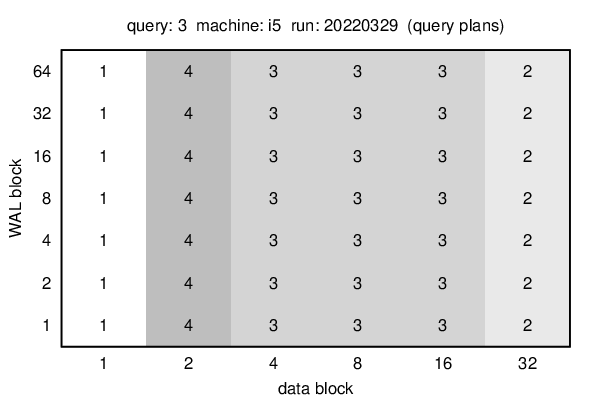 query: 3 machine: i5 run: 20220329 (query plans)
WAL block
64 1 4 3 3 3 2
32 1 4 3 3 3 2
16 1 4 3 3 3 2
8 1 4 3 3 3 2
4 1 4 3 3 3 2
2 1 4 3 3 3 2
1 1 4 3 3 3 2
1 2 4 8 16 32
data block